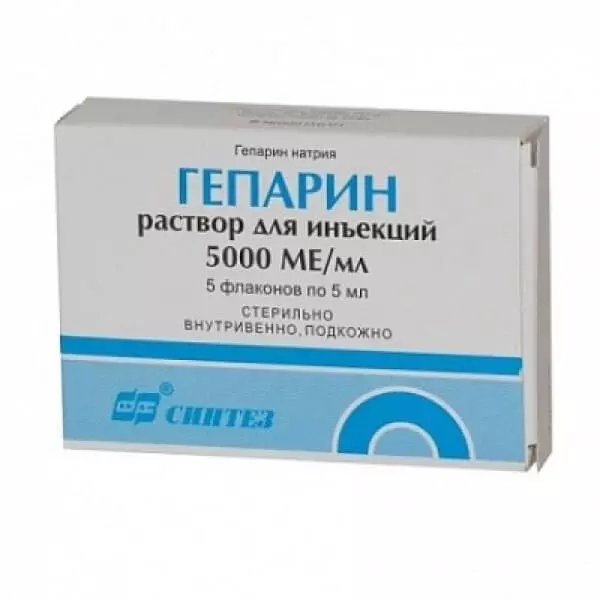 Гепарин натрия
ГЕПАРИН
раствор для инъекций
5000 МЕ/мл
5 флаконов по 5 мл
СТЕРИЛЬНО
ВНУТРИВЕННО, ПОДКОЖНО
® СИНТЕЗ